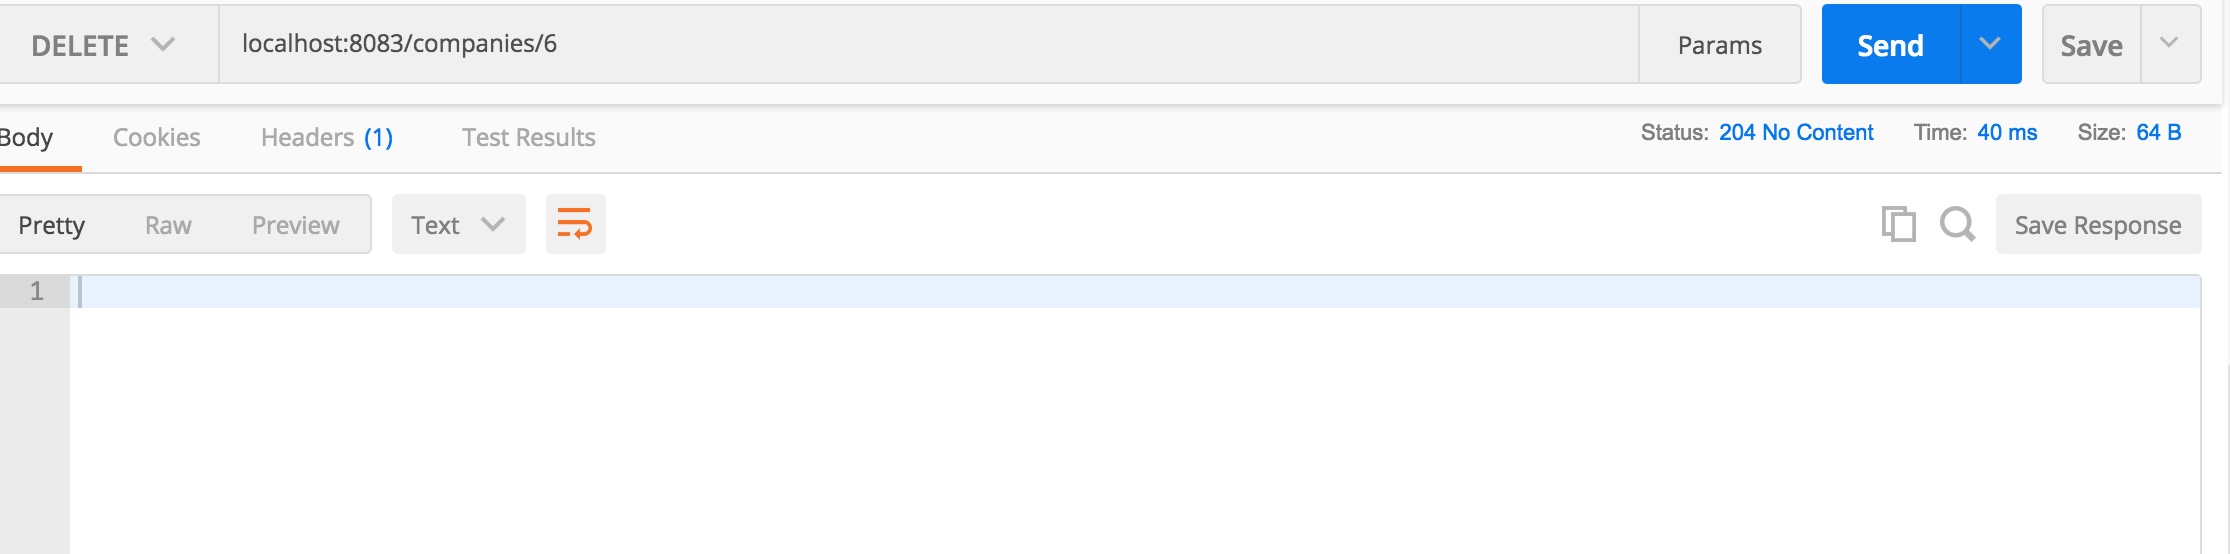 DELETE localhost:8083/companies/6 Params Send Save
Body Cookies Headers (1) Test Results Status: 204 No Content Time: 40 ms Size: 64 B
Pretty Raw Preview Text Save Response
1